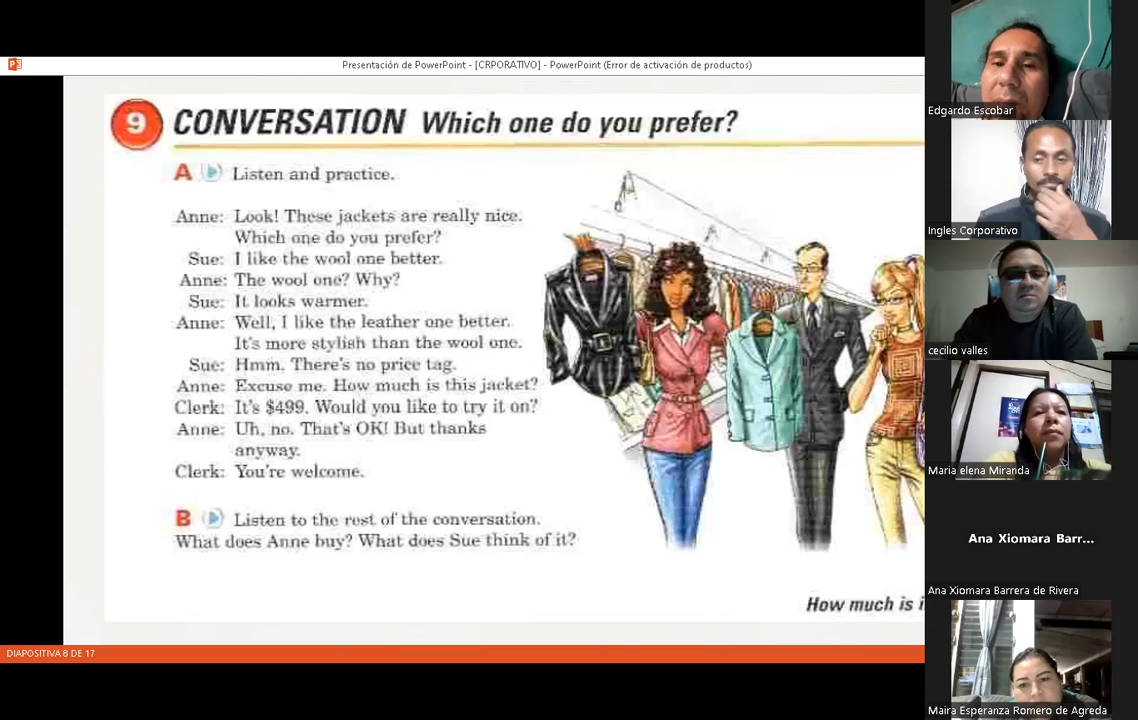 Presentación de PowerPoint - [CRPORATIVO] - PowerPoint (Error de activación de productos)
9 CONVERSATION Which one do you prefer?
A Listen and practice.
Anne: Look! These jackets are really nice.
Which one do you prefer?
Sue: I like the wool one better.
Anne: The wool one? Why?
Sue: It looks warmer.
Anne: Well, I like the leather one better.
It's more stylish than the wool one.
Sue: Hmm. There's no price tag.
Anne: Excuse me. How much is this jacket?
Clerk: It's $499. Would you like to try it on?
Anne: Uh, no. That's OK! But thanks
anyway.
Clerk: You're welcome.
B Listen to the rest of the conversation.
What does Anne buy? What does Sue think of it?
How much is
DIAPOSITIVA 8 DE 17
Edgardo Escobar
Ingles Corporativo
cecilio valles
Maria elena Miranda
Ana Xiomara Barr...
Ana Xiomara Barrera de Rivera
Maira Esperanza Romero de Agreda